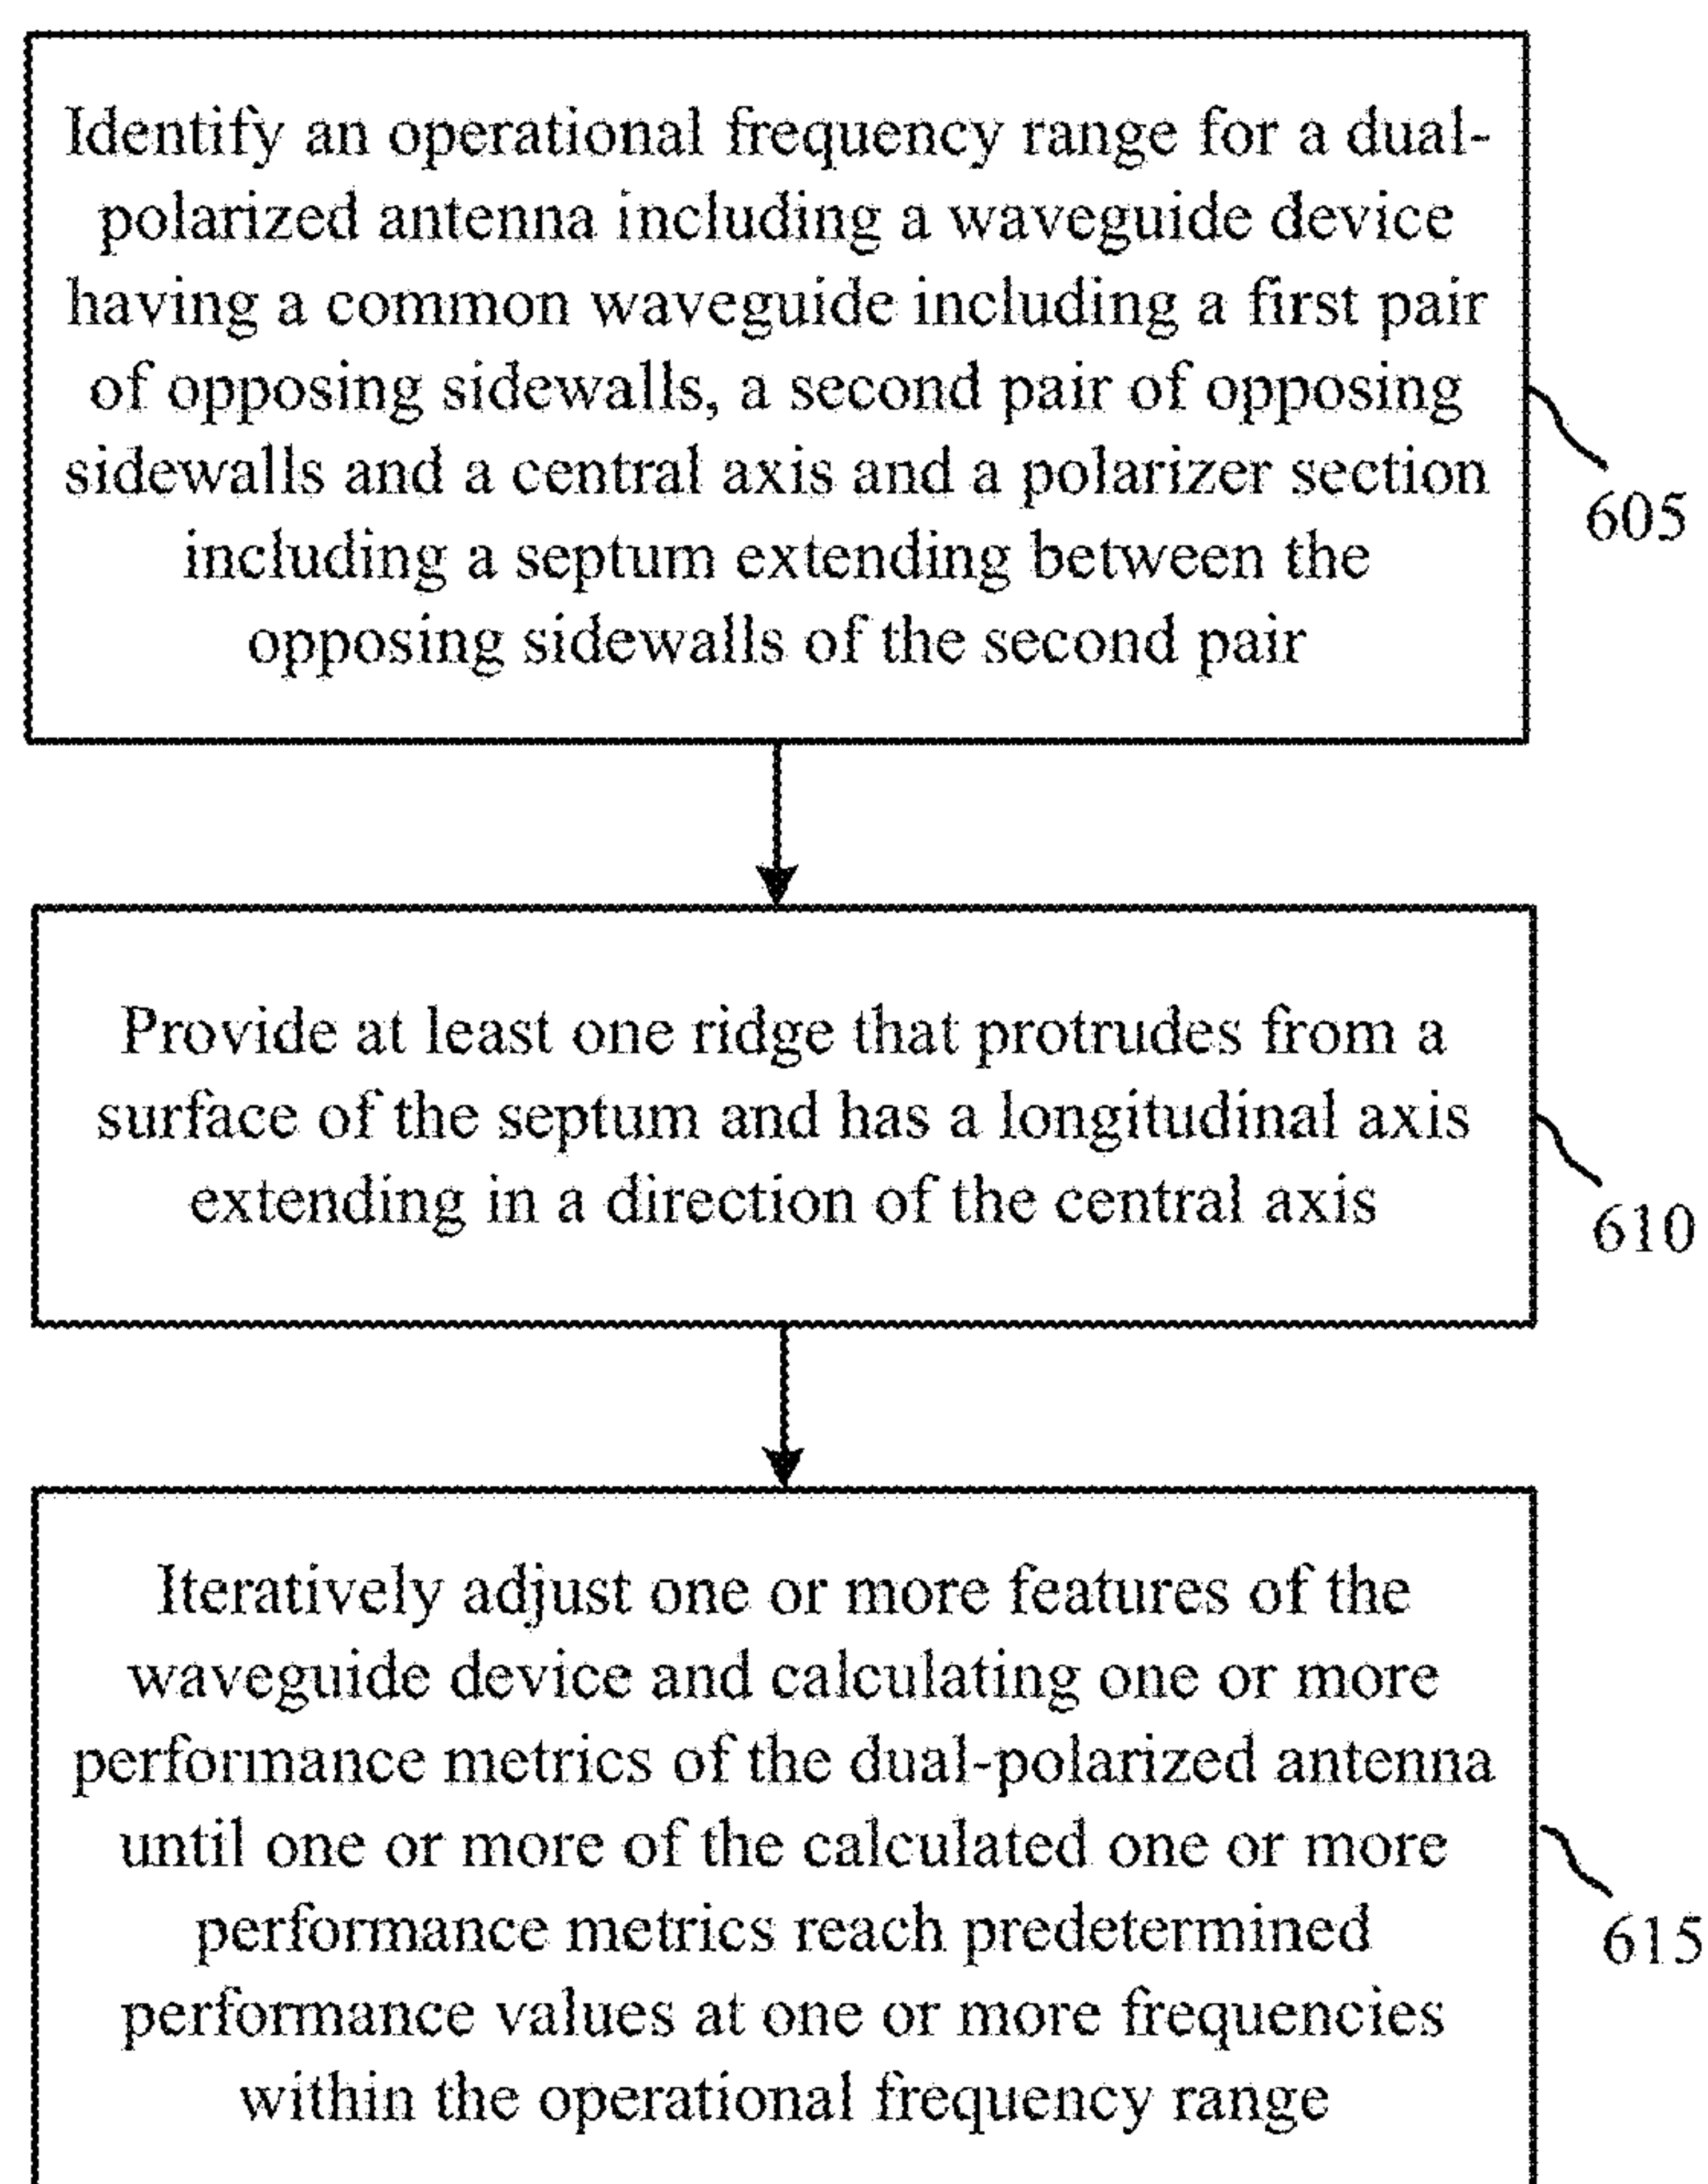 Identify an operational frequency range for a dual-
polarized antenna including a waveguide device
having a common waveguide including a first pair
of opposing sidewalls, a second pair of opposing
sidewalls and a central axis and a polarizer section
including a septum extending between the
opposing sidewalls of the second pair
605
Provide at least one ridge that protrudes from a
surface of the septum and has a longitudinal axis
extending in a direction of the central axis
610
Iteratively adjust one or more features of the
waveguide device and calculating one or more
performance metrics of the dual-polarized antenna
until one or more of the calculated one or more
performance metrics reach predetermined
performance values at one or more frequencies
within the operational frequency range
615